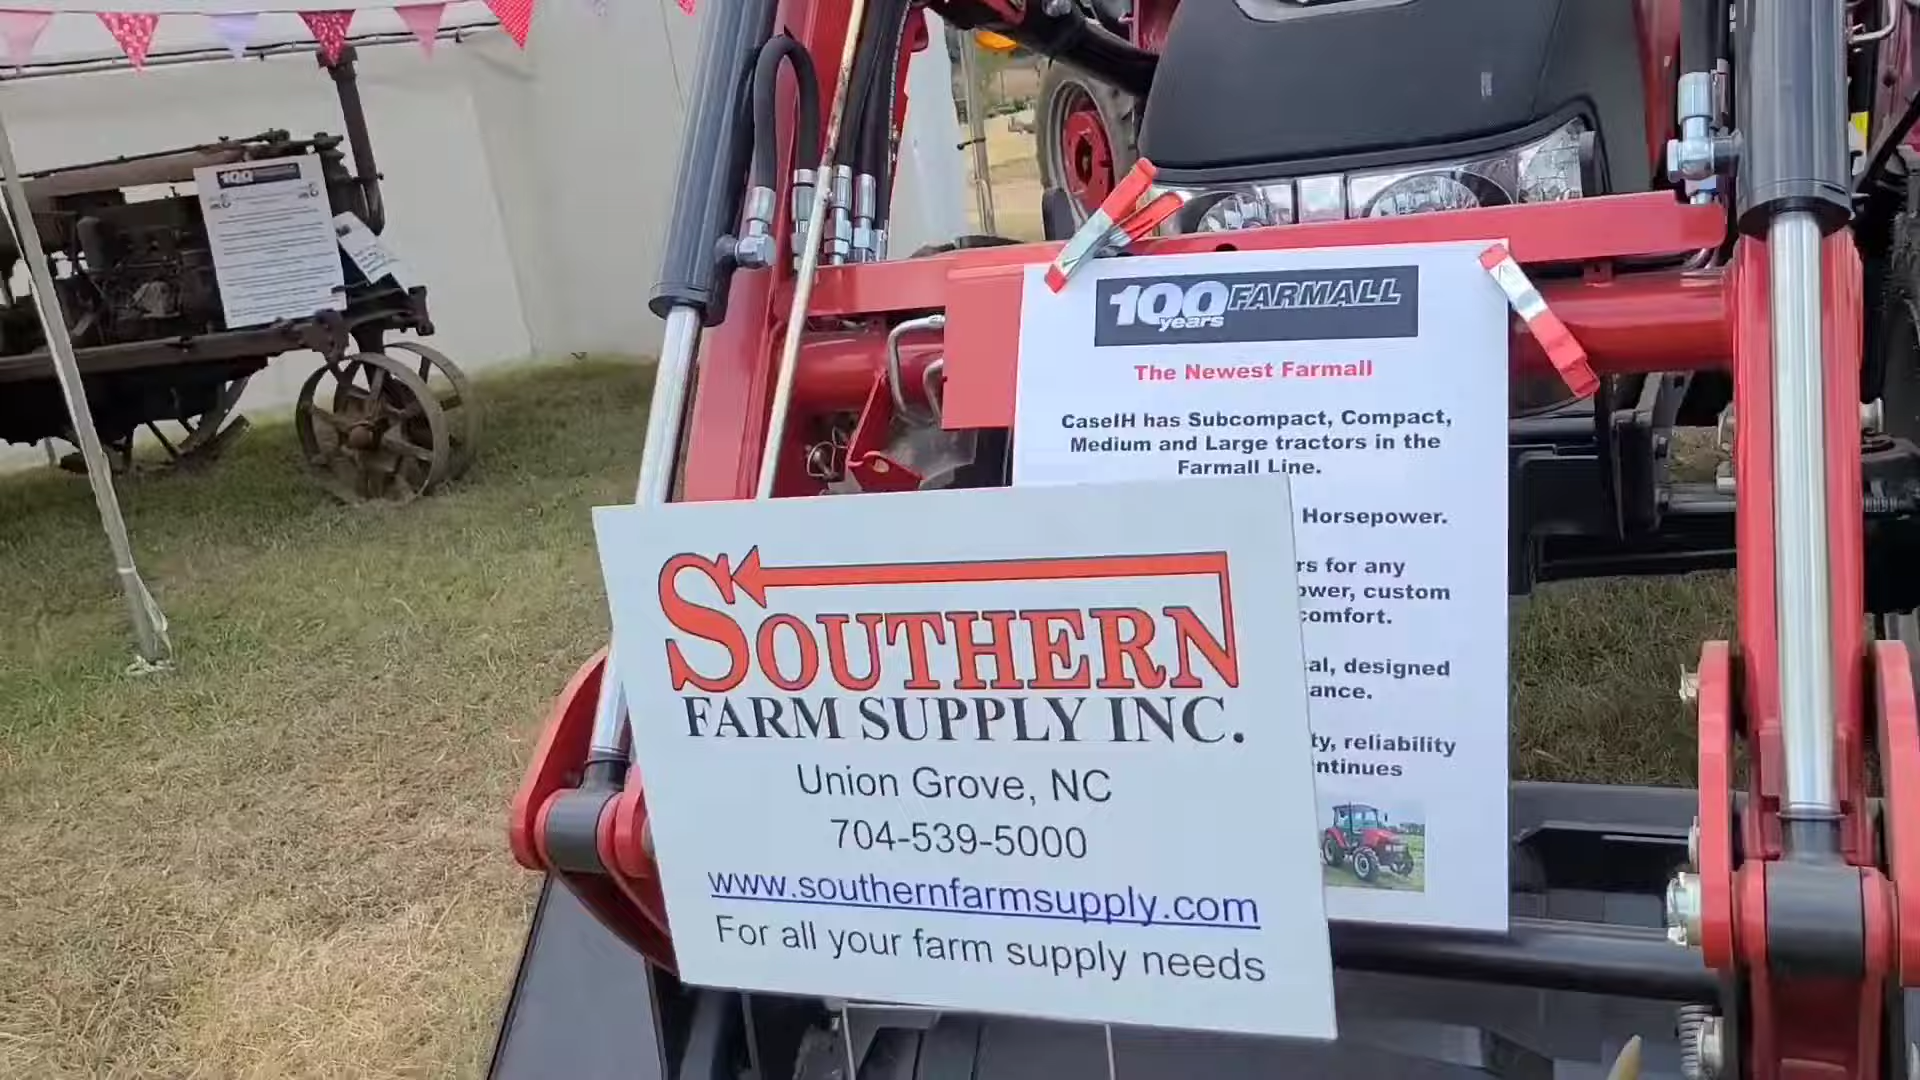 100
100 FARMALL
years
The Newest Farmall
CaseIH has Subcompact, Compact,
Medium and Large tractors in the
Farmall Line.
Horsepower.
rs for any
ower, custom
comfort.
al, designed
ance.
ty, reliability
ntinues
SOUTHERN
FARM SUPPLY INC.
Union Grove, NC
704-539-5000
www.southernfarmsupply.com
For all your farm supply needs